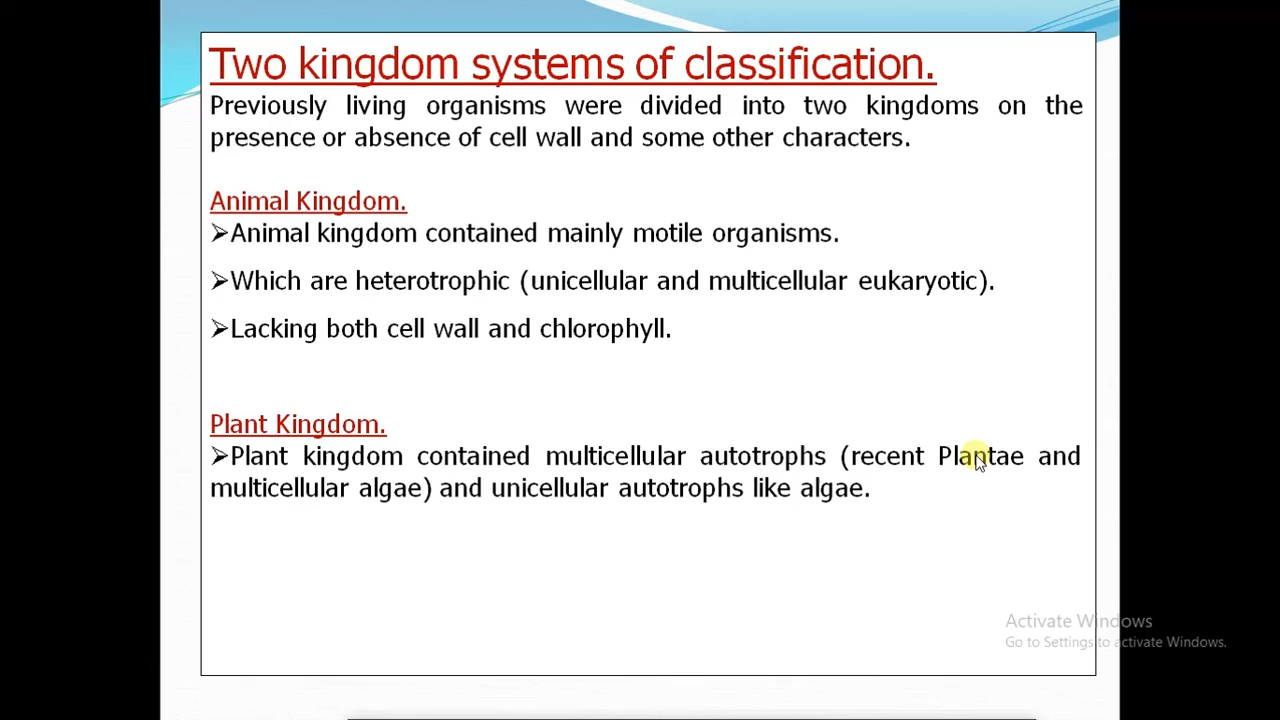 Two kingdom systems of classification.
Previously living organisms were divided into two kingdoms on the
presence or absence of cell wall and some other characters.
Animal Kingdom.
➢Animal kingdom contained mainly motile organisms.
➢Which are heterotrophic (unicellular and multicellular eukaryotic).
➢Lacking both cell wall and chlorophyll.
Plant Kingdom.
➢Plant kingdom contained multicellular autotrophs (recent Plantae and
multicellular algae) and unicellular autotrophs like algae.
Activate Windows
Go to Settings to activate Windows.